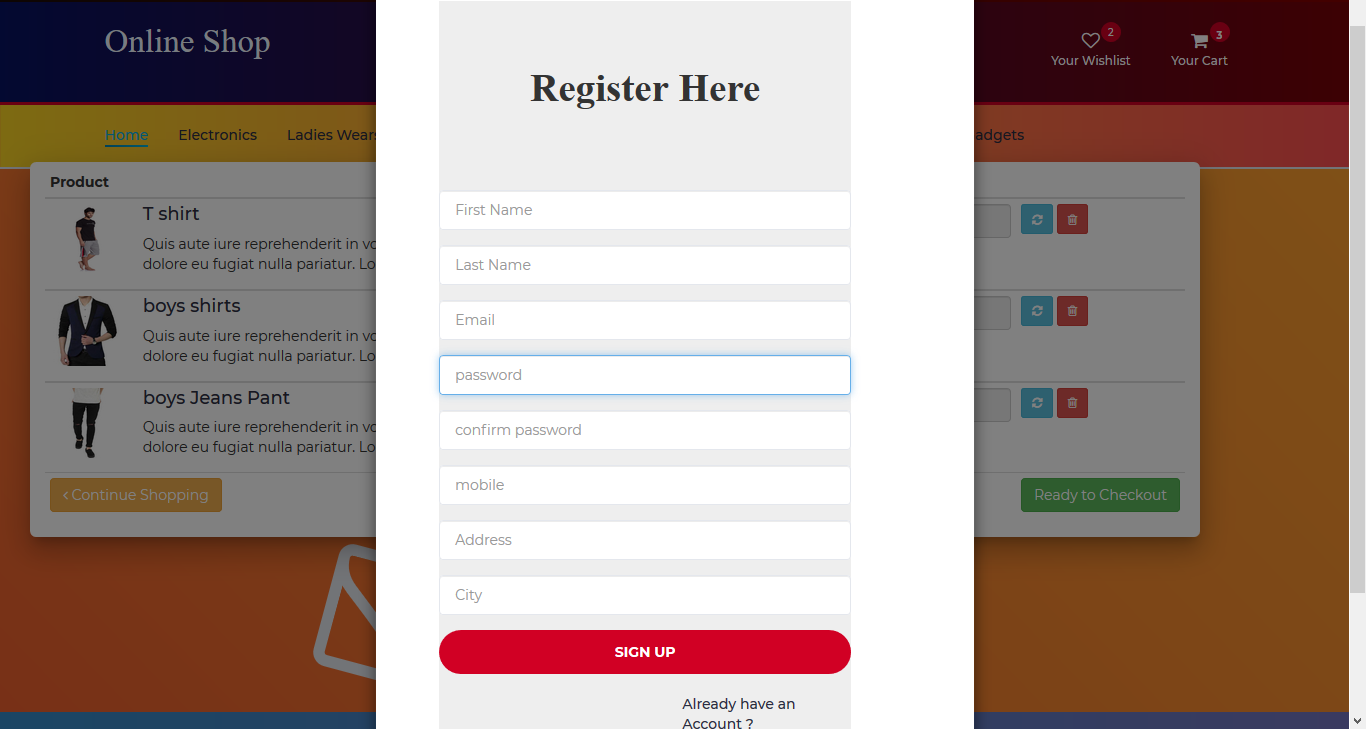 Online Shop
2
Your Wishlist
3
Your Cart
Home
Electronics
Ladies Wears
adgets
Product
T shirt
Quis aute iure reprehenderit in vo
dolore eu fugiat nulla pariatur. Lo
boys shirts
Quis aute iure reprehenderit in vo
dolore eu fugiat nulla pariatur. Lo
boys Jeans Pant
Quis aute iure reprehenderit in vo
dolore eu fugiat nulla pariatur. Lo
Continue Shopping
Ready to Checkout
Register Here
First Name
Last Name
Email
password
confirm password
mobile
Address
City
SIGN UP
Already have an
Account ?